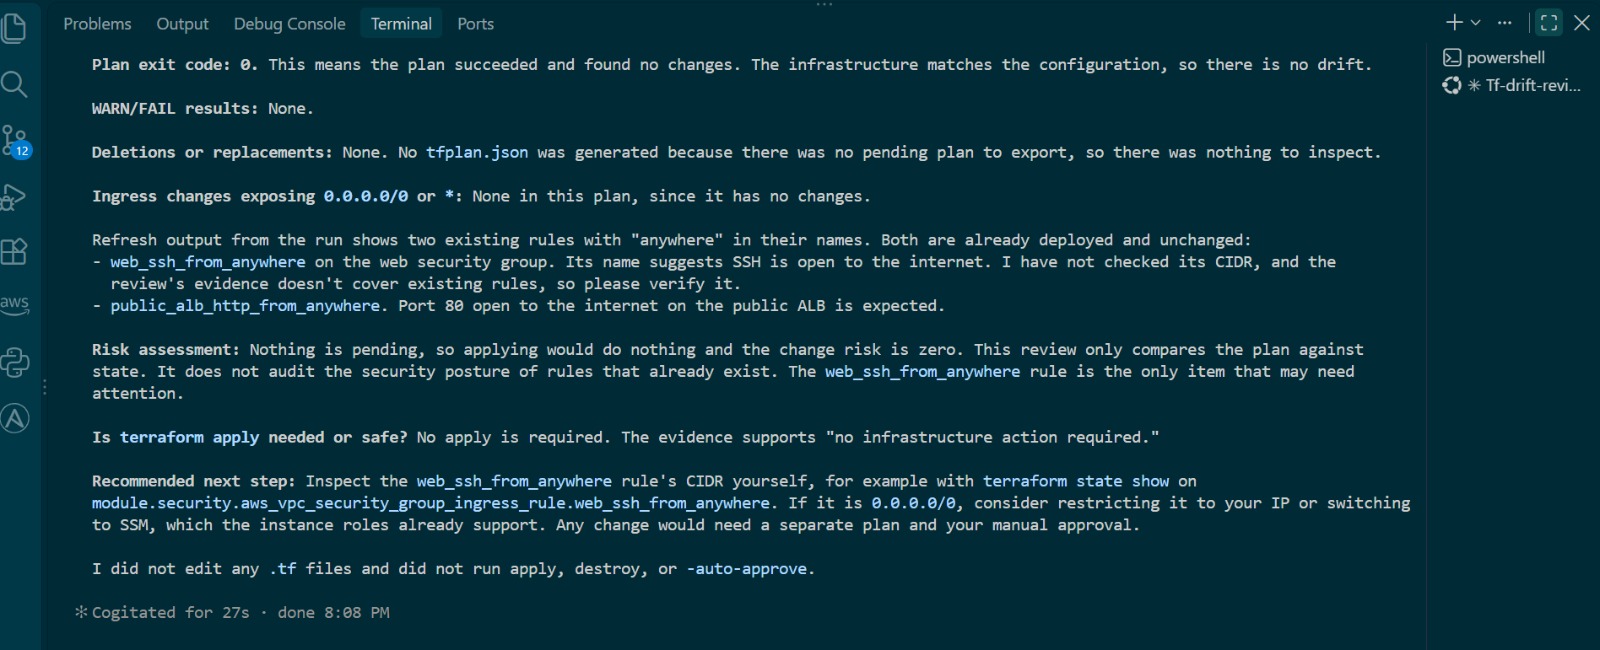 Problems Output Debug Console Terminal Ports
powershell
Tf-drift-revi...
12
aws
Plan exit code: 0. This means the plan succeeded and found no changes. The infrastructure matches the configuration, so there is no drift.
WARN/FAIL results: None.
Deletions or replacements: None. No tfplan.json was generated because there was no pending plan to export, so there was nothing to inspect.
Ingress changes exposing 0.0.0.0/0 or *: None in this plan, since it has no changes.
Refresh output from the run shows two existing rules with "anywhere" in their names. Both are already deployed and unchanged:
- web_ssh_from_anywhere on the web security group. Its name suggests SSH is open to the internet. I have not checked its CIDR, and the
review's evidence doesn't cover existing rules, so please verify it.
- public_alb_http_from_anywhere. Port 80 open to the internet on the public ALB is expected.
Risk assessment: Nothing is pending, so applying would do nothing and the change risk is zero. This review only compares the plan against
state. It does not audit the security posture of rules that already exist. The web_ssh_from_anywhere rule is the only item that may need
attention.
Is terraform apply needed or safe? No apply is required. The evidence supports "no infrastructure action required."
Recommended next step: Inspect the web_ssh_from_anywhere rule's CIDR yourself, for example with terraform state show on
module.security.aws_vpc_security_group_ingress_rule.web_ssh_from_anywhere. If it is 0.0.0.0/0, consider restricting it to your IP or switching
to SSM, which the instance roles already support. Any change would need a separate plan and your manual approval.
I did not edit any .tf files and did not run apply, destroy, or -auto-approve.
✻ Cogitated for 27s · done 8:08 PM